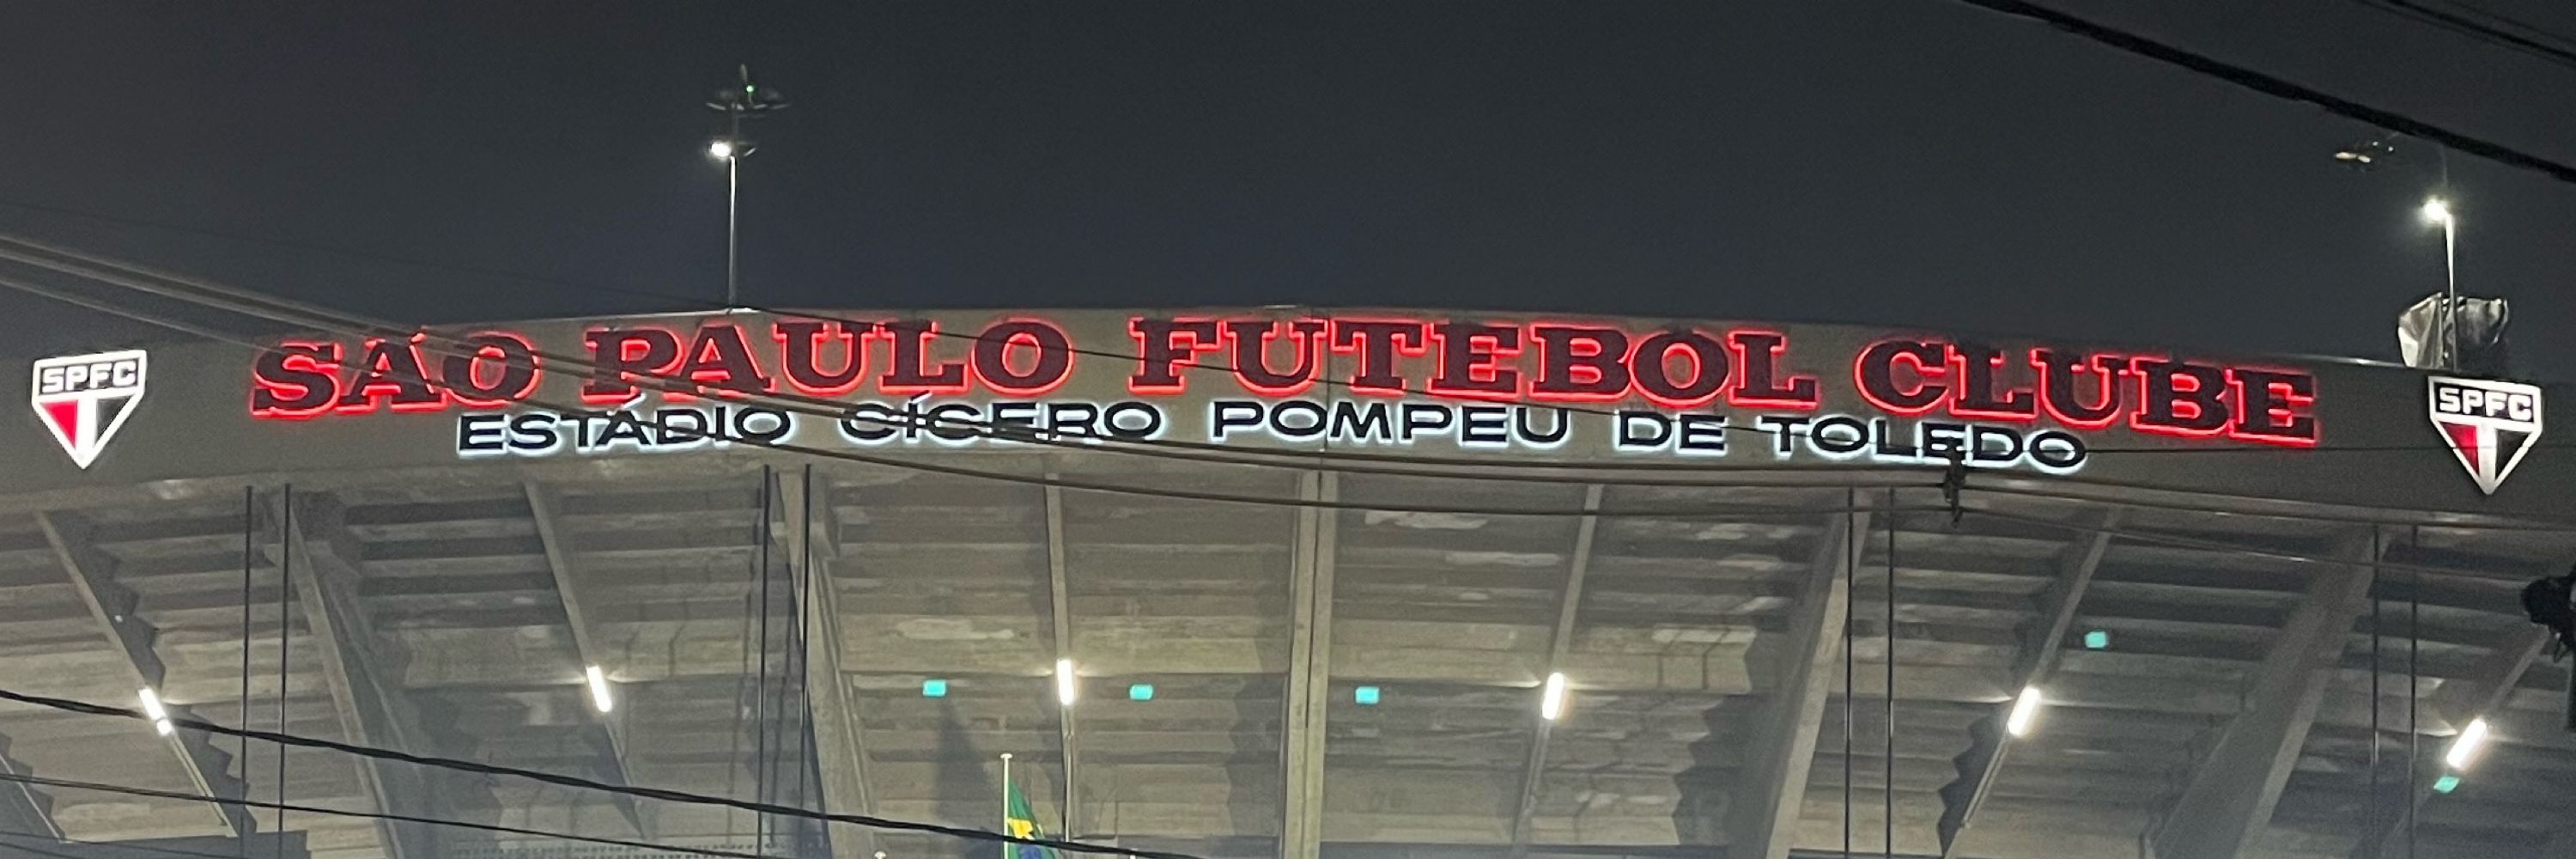 SÃO PAULO FUTEBOL CLUBE
ESTÁDIO CÍCERO POMPEU DE TOLEDO
SPFC
SPFC